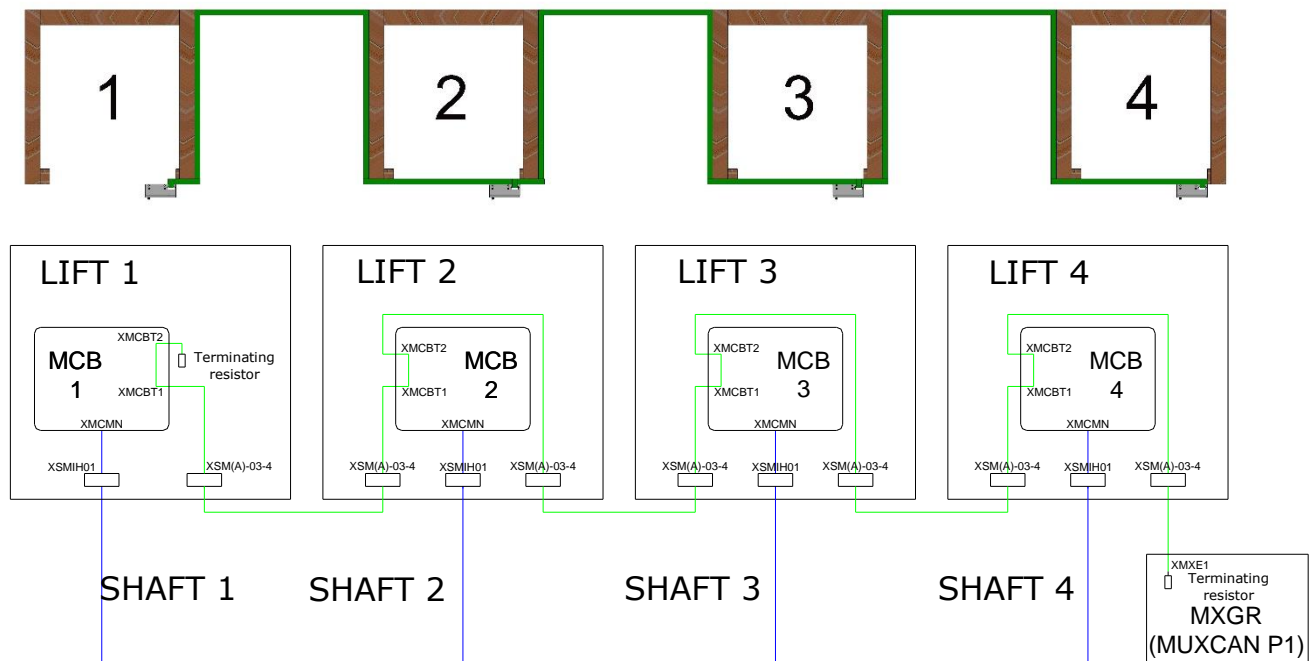 1
2
3
4
LIFT 1
LIFT 2
LIFT 3
LIFT 4
XMCBT2
MCB
1
Terminating
resistor
XMCBT1
XMCMN
XSMIH01
XSM(A)-03-4
XMCBT2
MCB
2
XMCBT1
XMCMN
XSM(A)-03-4
XSMIH01
XSM(A)-03-4
XMCBT2
MCB
3
XMCBT1
XMCMN
XSM(A)-03-4
XSMIH01
XSM(A)-03-4
XMCBT2
MCB
4
XMCBT1
XMCMN
XSM(A)-03-4
XSMIH01
XSM(A)-03-4
SHAFT 1
SHAFT 2
SHAFT 3
SHAFT 4
XMXE1
Terminating
resistor
MXGR
(MUXCAN P1)